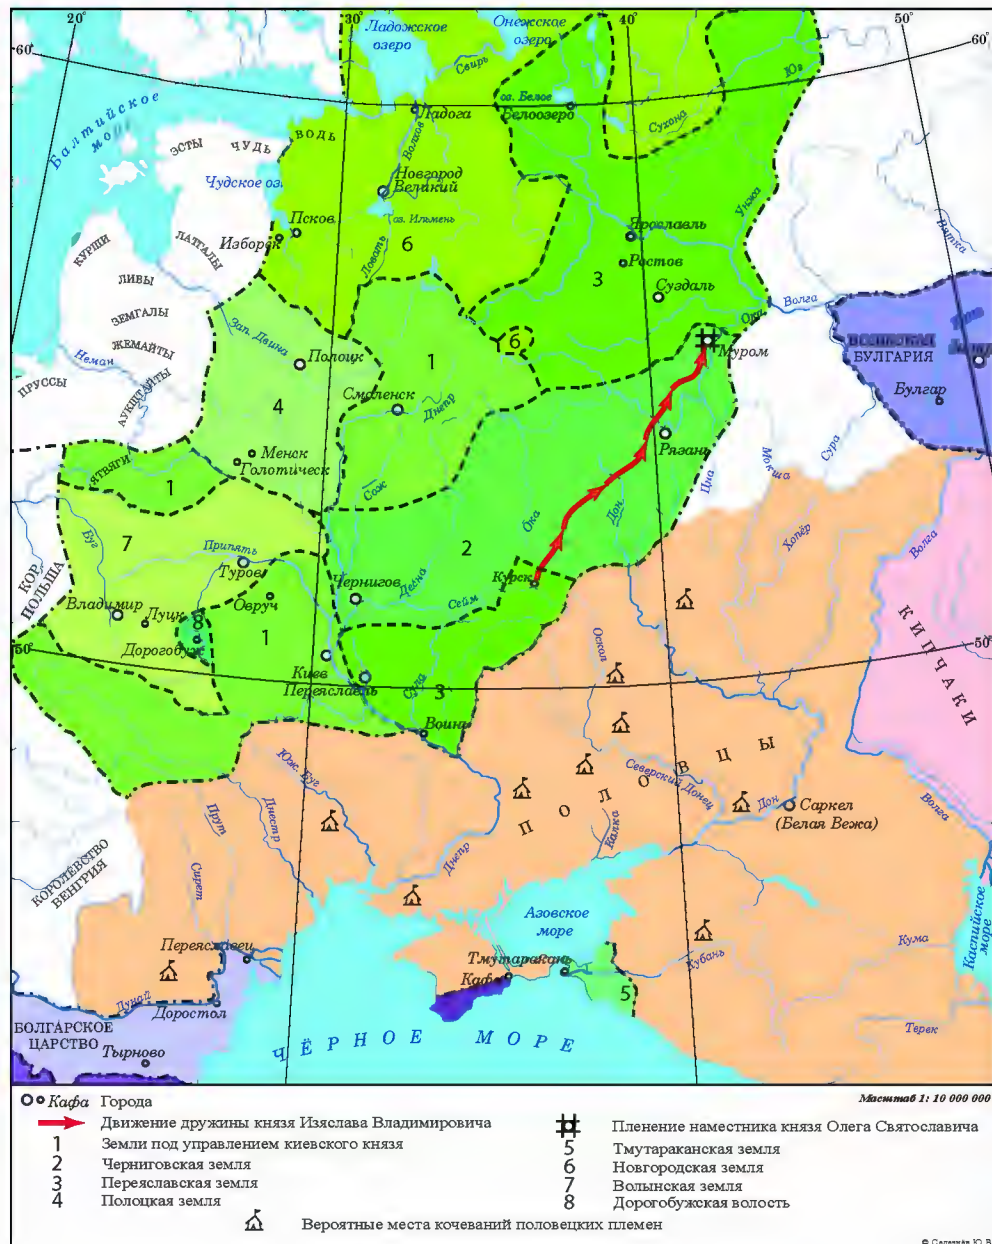 20°
30°
40°
50°
60°
60°
Ладожское
озеро
Онежское
озеро
Свирь
Юг
оз. Белое
Белоозеро
Сухона
Ладога
Волхов
Балтийское
море
ВОДЬ
ЭСТЫ
ЧУДЬ
Чудское оз.
Новгород
Великий
оз. Ильмень
Унжа
Вятка
Псков
Изборск
Ловать
6
Ярославль
Ростов
3
Суздаль
КУРШИ
ЛАТГАЛЫ
ЛИВЫ
ЗЕМГАЛЫ
ЖЕМАЙТЫ
Неман
ПРУССЫ
АУКШТАЙТЫ
Зап. Двина
Полоцк
1
6
Ока
Волга
Муром
БУЛГАРИЯ
Булгар
4
Смоленск
Днепр
Рязань
Менск
Голотическ
ЯТВЯГИ
1
Сож
Цна
Мокша
Сура
Ока
Дон
Хопёр
Волга
7
Буг
Припять
Туров
2
КОР.
ПОЛЬША
Чернигов
Десна
Сейм
Курск
Владимир
Луцк
Овруч
8
1
Дорогобуж
50°
50°
Киев
Переяславль
Сула
3
Воинь
Оскол
КИПЧАКИ
Юж. Буг
ПОЛОВЦЫ
Северский Донец
Дон
Саркел
(Белая Вежа)
Волга
Прут
Днестр
Днепр
Калка
КОРОЛЕВСТВО
ВЕНГРИЯ
Сирет
Азовское
море
Каспийское
море
Переяславец
Тмутаракань
Кафа
Кубань
Кума
5
Дунай
Доростол
Терек
БОЛГАРСКОЕ
ЦАРСТВО
Тырново
ЧЁРНОЕ МОРЕ
Кафа Города
Масштаб 1: 10 000 000
Движение дружины князя Изяслава Владимировича
Пленение наместника князя Олега Святославича
1 Земли под управлением киевского князя
5 Тмутараканская земля
2 Черниговская земля
6 Новгородская земля
3 Переяславская земля
7 Волынская земля
4 Полоцкая земля
8 Дорогобужская волость
Вероятные места кочеваний половецких племен